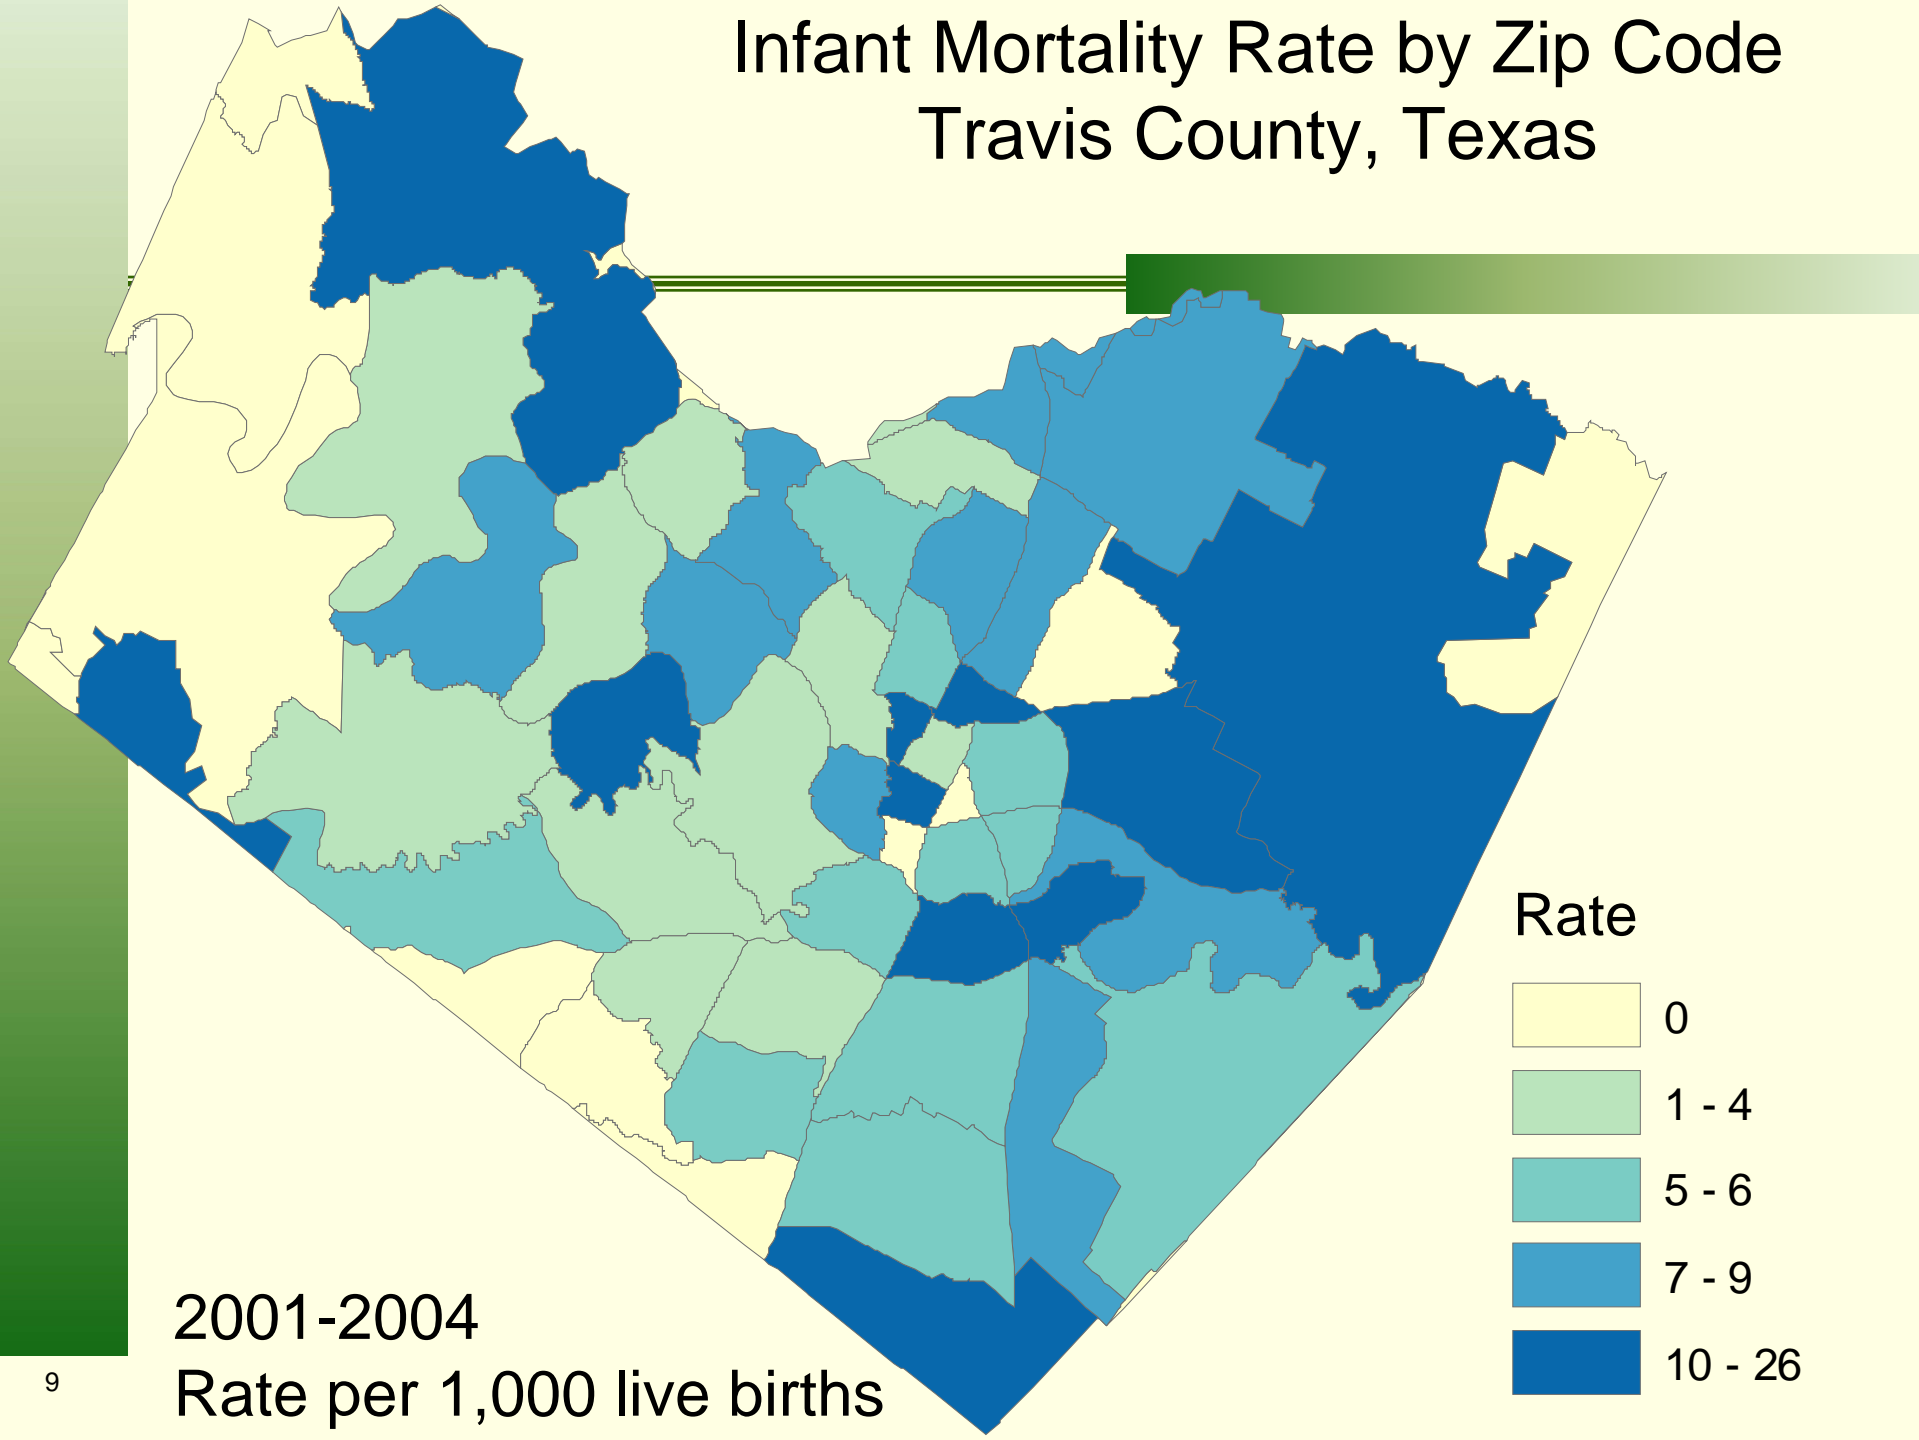 Infant Mortality Rate by Zip Code
Travis County, Texas
Rate
0
1 - 4
5 - 6
7 - 9
10 - 26
2001-2004
Rate per 1,000 live births
9